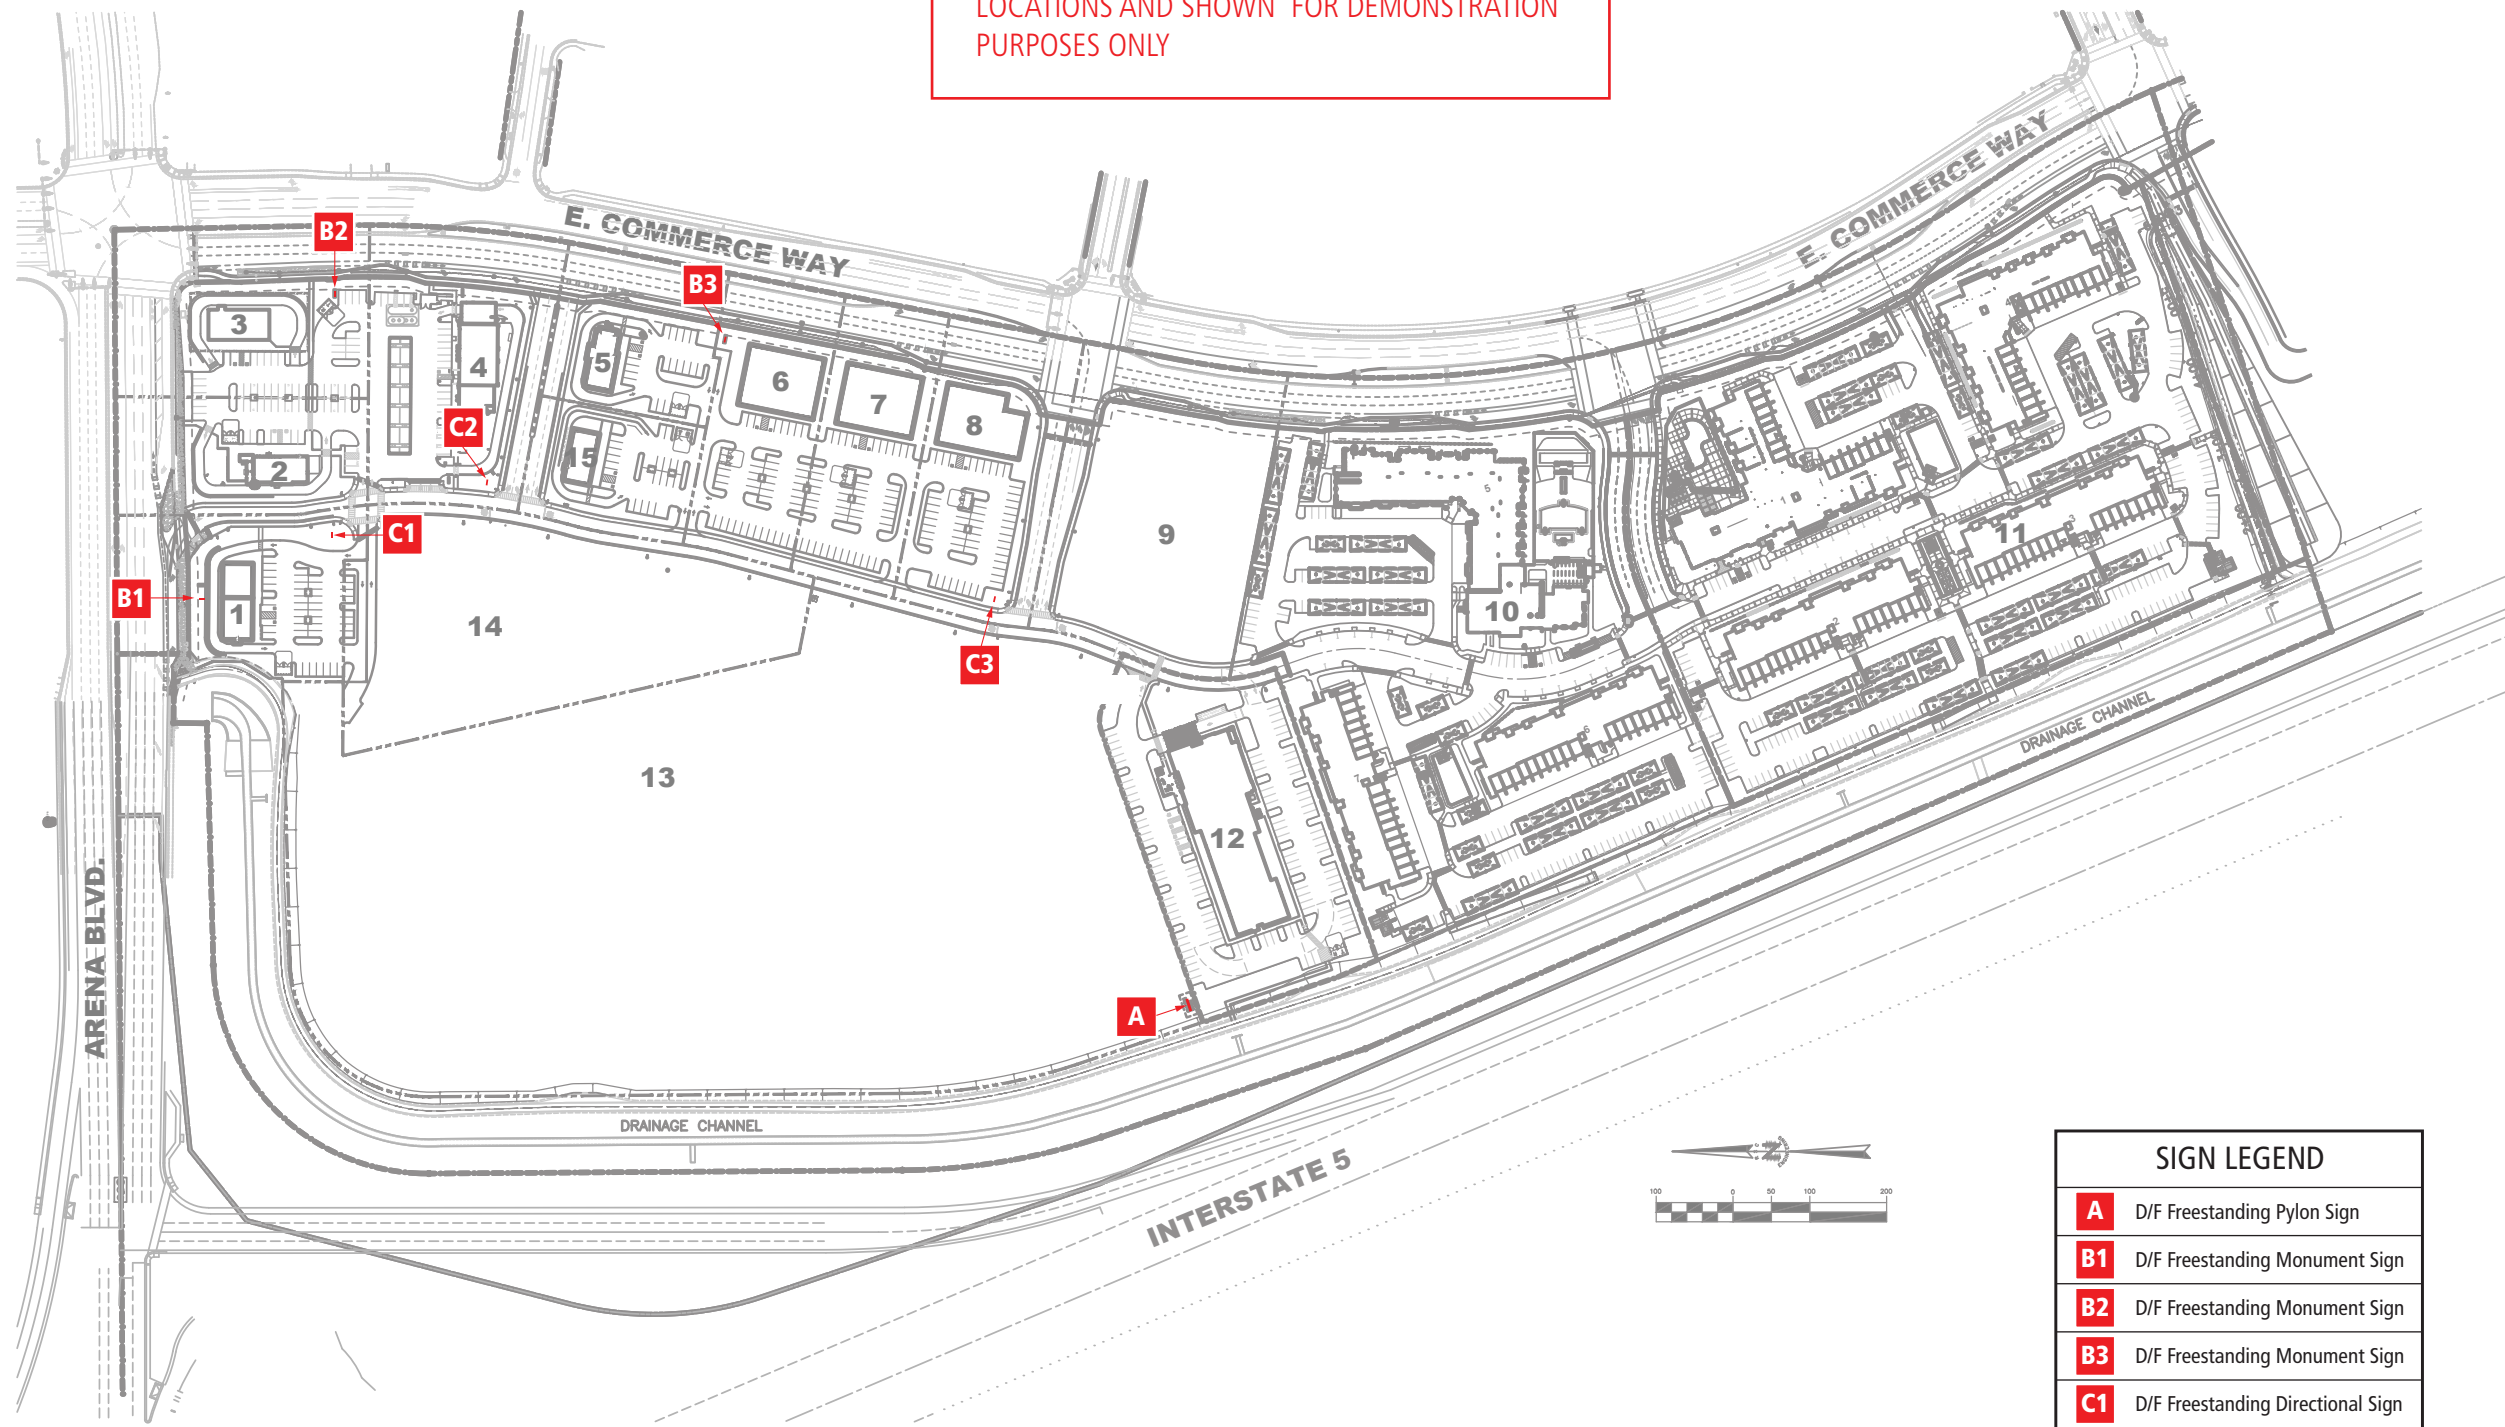 LOCATIONS AND SHOWN FOR DEMONSTRATION
PURPOSES ONLY
E. COMMERCE WAY
E. COMMERCE WAY
B2
B3
3
4
5
6
7
8
C2
15
2
9
C1
B1
1
14
C3
10
11
13
12
A
ARENA BLVD.
DRAINAGE CHANNEL
DRAINAGE CHANNEL
INTERSTATE 5
100 0 50 100 200
SIGN LEGEND
A D/F Freestanding Pylon Sign
B1 D/F Freestanding Monument Sign
B2 D/F Freestanding Monument Sign
B3 D/F Freestanding Monument Sign
C1 D/F Freestanding Directional Sign